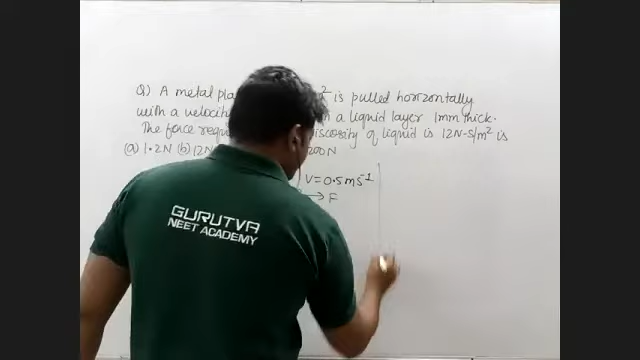 Q) A metal pla 2 is pulled horizontally
with a velocity a liquid layer 1mm thick.
The force requ viscosity of liquid is 12N-S/m² is
(a) 1.2N (b) 12N 200N
V = 0.5ms⁻¹
→ F
GURUTVA
NEET ACADEMY